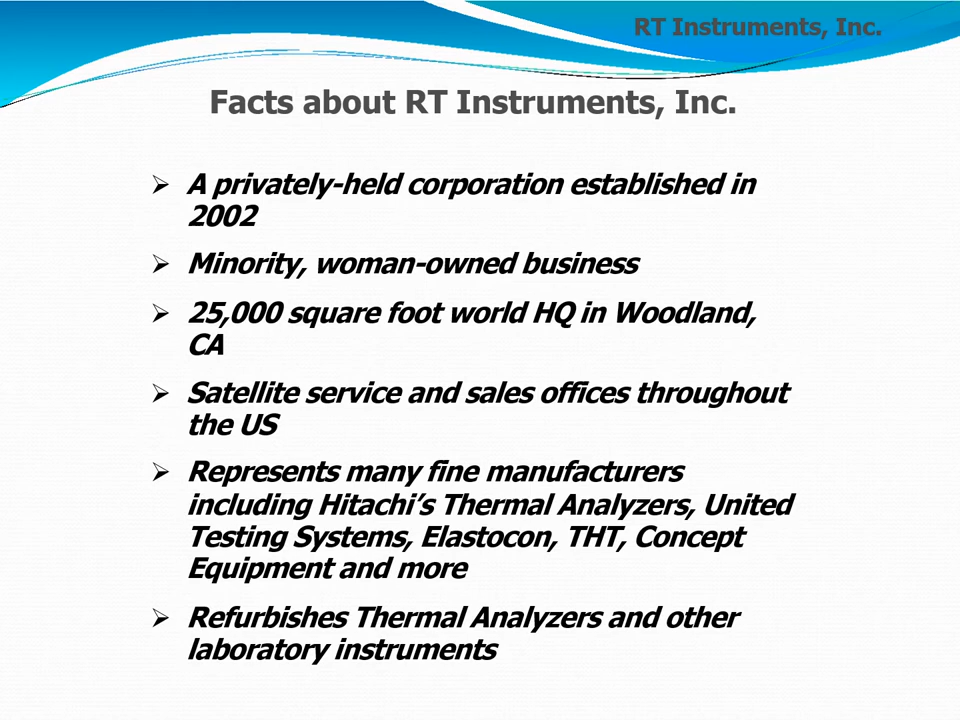 RT Instruments, Inc.
Facts about RT Instruments, Inc.
➢ A privately-held corporation established in
2002
➢ Minority, woman-owned business
➢ 25,000 square foot world HQ in Woodland,
CA
➢ Satellite service and sales offices throughout
the US
➢ Represents many fine manufacturers
including Hitachi’s Thermal Analyzers, United
Testing Systems, Elastocon, THT, Concept
Equipment and more
➢ Refurbishes Thermal Analyzers and other
laboratory instruments